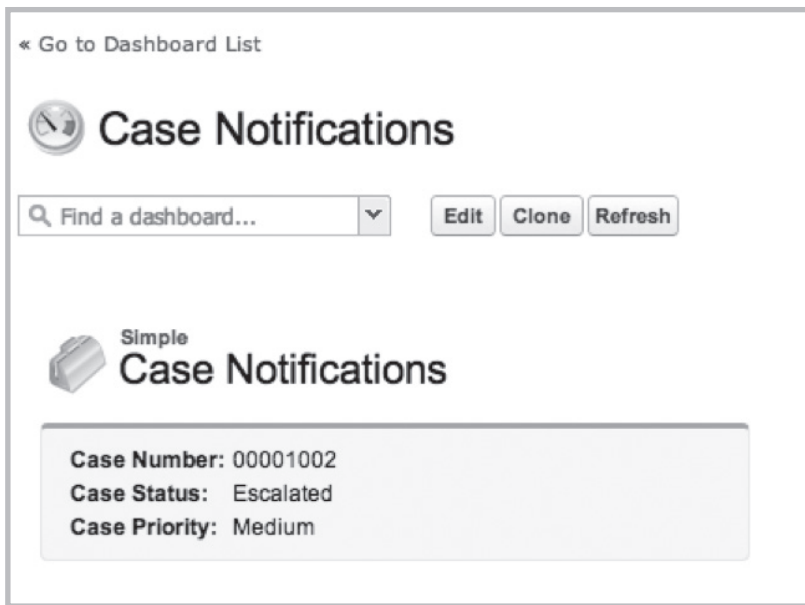 « Go to Dashboard List
Case Notifications
Find a dashboard...
Edit Clone Refresh
Simple
Case Notifications
Case Number: 00001002
Case Status: Escalated
Case Priority: Medium